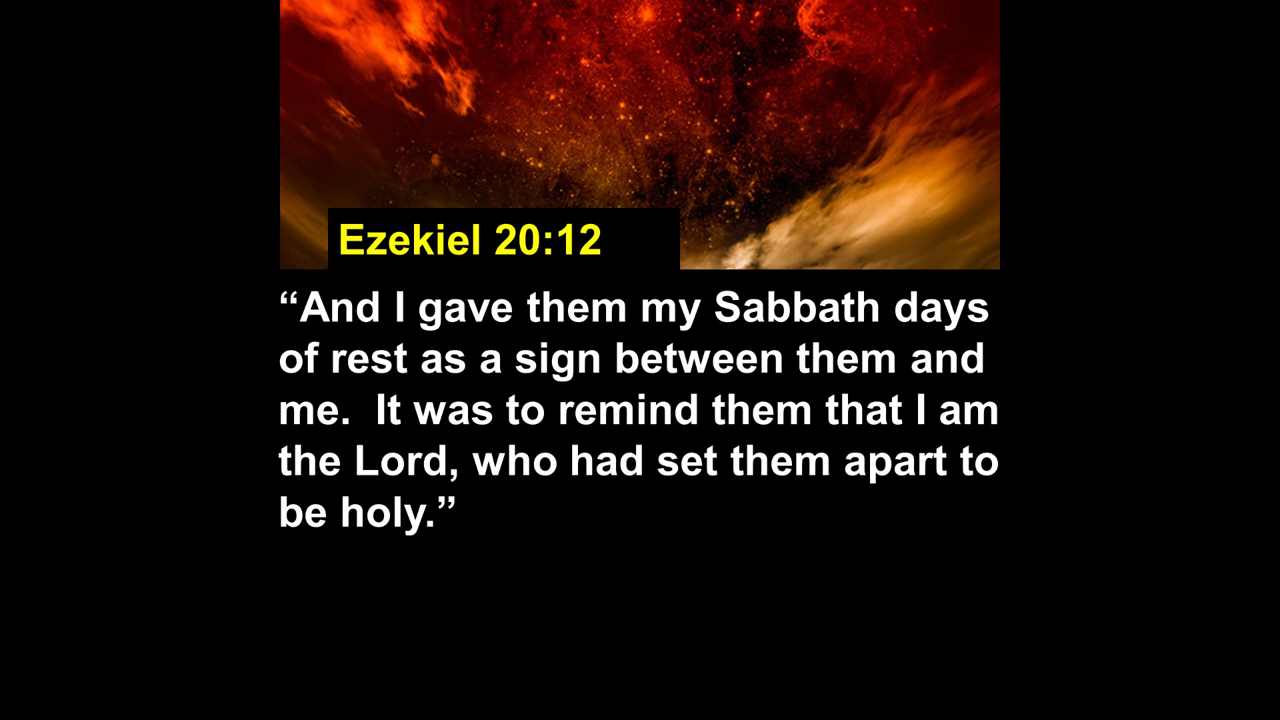 Ezekiel 20:12
“And I gave them my Sabbath days
of rest as a sign between them and
me.  It was to remind them that I am
the Lord, who had set them apart to
be holy.”